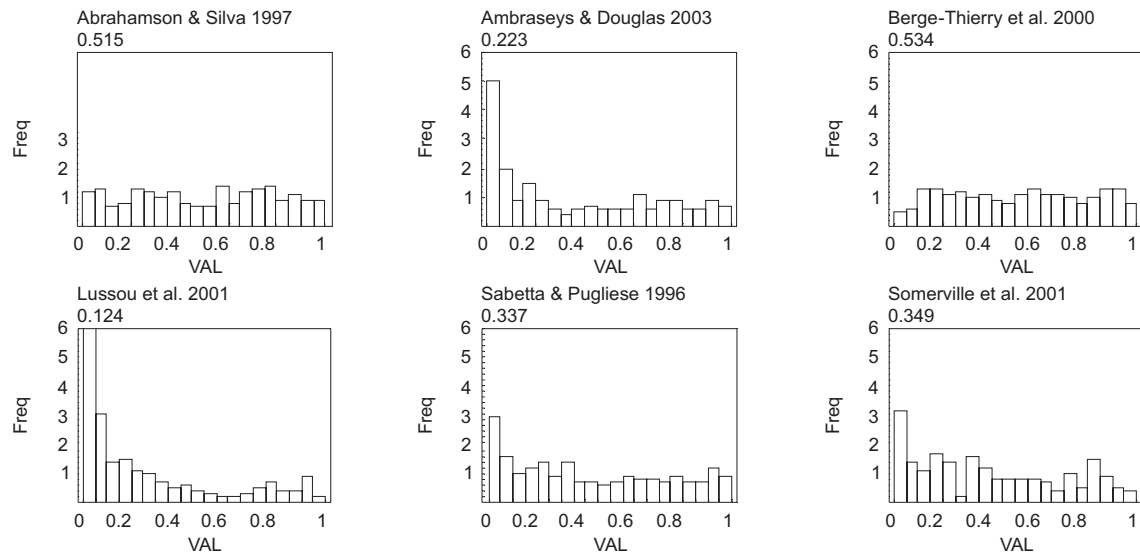 Abrahamson & Silva 1997
0.515
Freq
3
2
1
0 0.2 0.4 0.6 0.8 1
VAL
Ambraseys & Douglas 2003
0.223
Freq
6
5
4
3
2
1
0 0.2 0.4 0.6 0.8 1
VAL
Berge-Thierry et al. 2000
0.534
Freq
6
5
4
3
2
1
0 0.2 0.4 0.6 0.8 1
VAL
Lussou et al. 2001
0.124
Freq
6
5
4
3
2
1
0 0.2 0.4 0.6 0.8 1
VAL
Sabetta & Pugliese 1996
0.337
Freq
6
5
4
3
2
1
0 0.2 0.4 0.6 0.8 1
VAL
Somerville et al. 2001
0.349
Freq
6
5
4
3
2
1
0 0.2 0.4 0.6 0.8 1
VAL